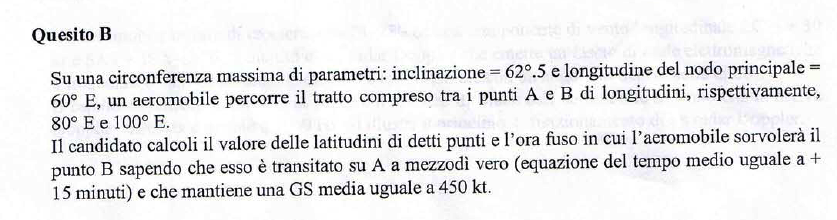 Quesito B
Su una circonferenza massima di parametri: inclinazione = 62°.5 e longitudine del nodo principale =
60° E, un aeromobile percorre il tratto compreso tra i punti A e B di longitudini, rispettivamente,
80° E e 100° E.
Il candidato calcoli il valore delle latitudini di detti punti e l'ora fuso in cui l'aeromobile sorvolerà il
punto B sapendo che esso è transitato su A a mezzodì vero (equazione del tempo medio uguale a +
15 minuti) e che mantiene una GS media uguale a 450 kt.